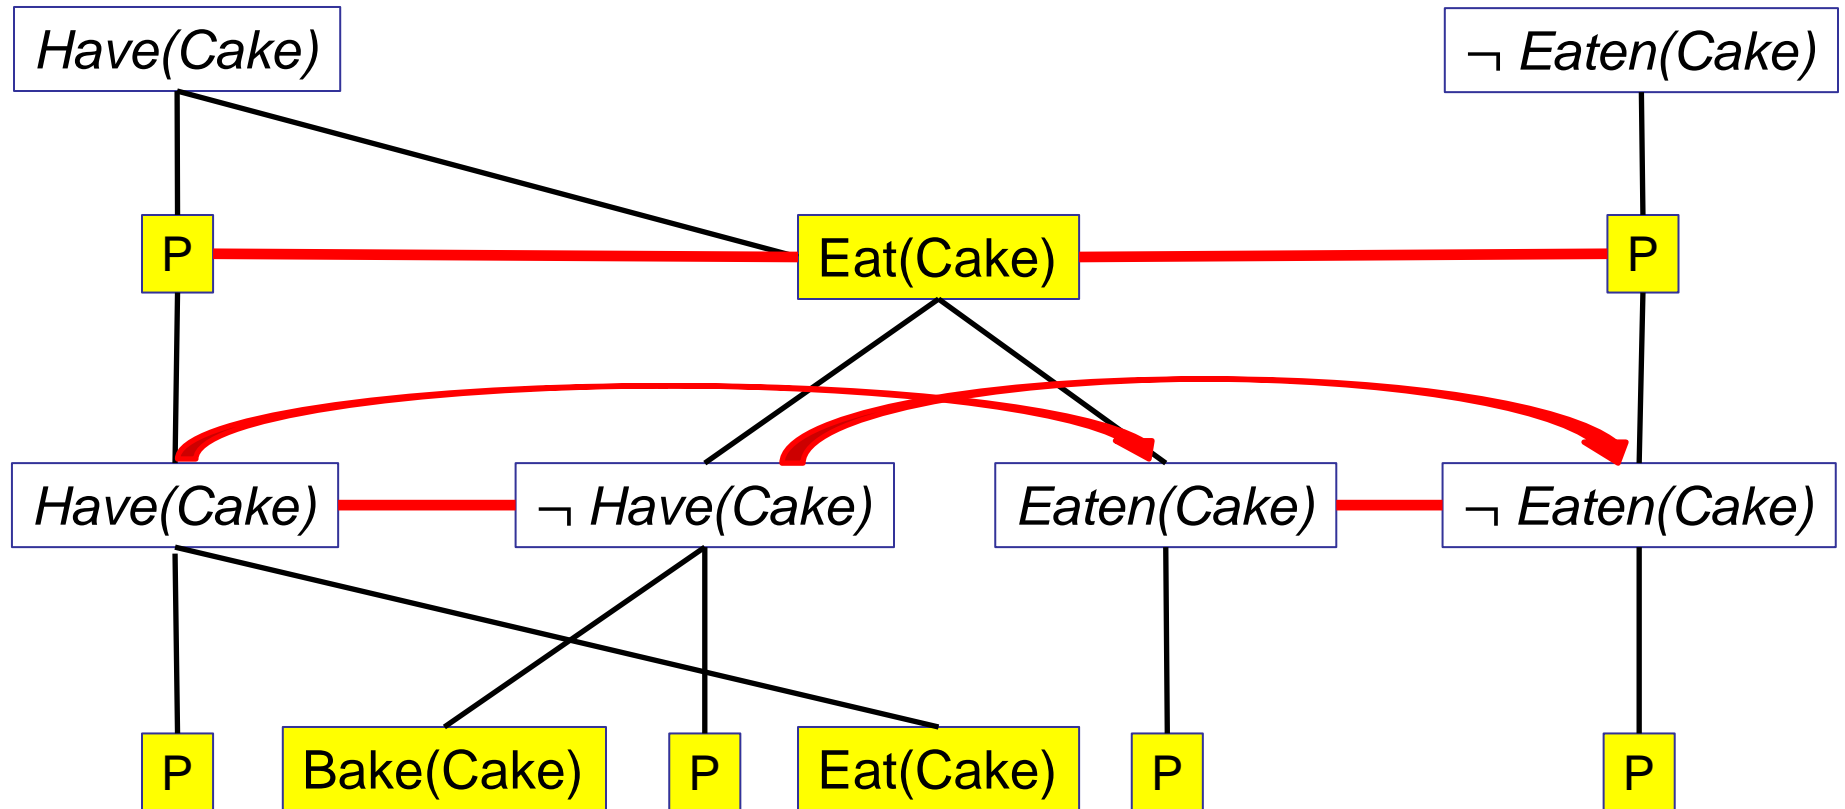 Have(Cake)
¬ Eaten(Cake)
P
Eat(Cake)
P
Have(Cake)
¬ Have(Cake)
Eaten(Cake)
¬ Eaten(Cake)
P
Bake(Cake)
P
Eat(Cake)
P
P